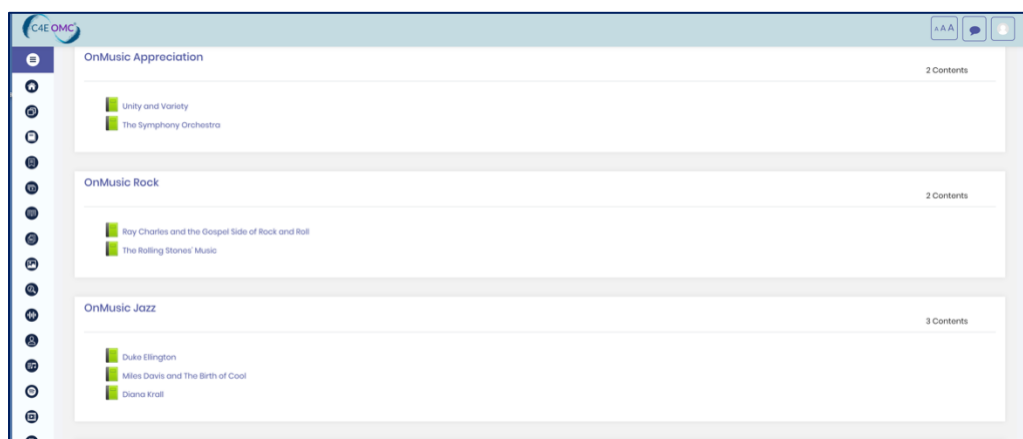 C4E OMC
AAA
OnMusic Appreciation
2 Contents
Unity and Variety
The Symphony Orchestra
OnMusic Rock
2 Contents
Ray Charles and the Gospel Side of Rock and Roll
The Rolling Stones' Music
OnMusic Jazz
3 Contents
Duke Ellington
Miles Davis and The Birth of Cool
Diana Krall